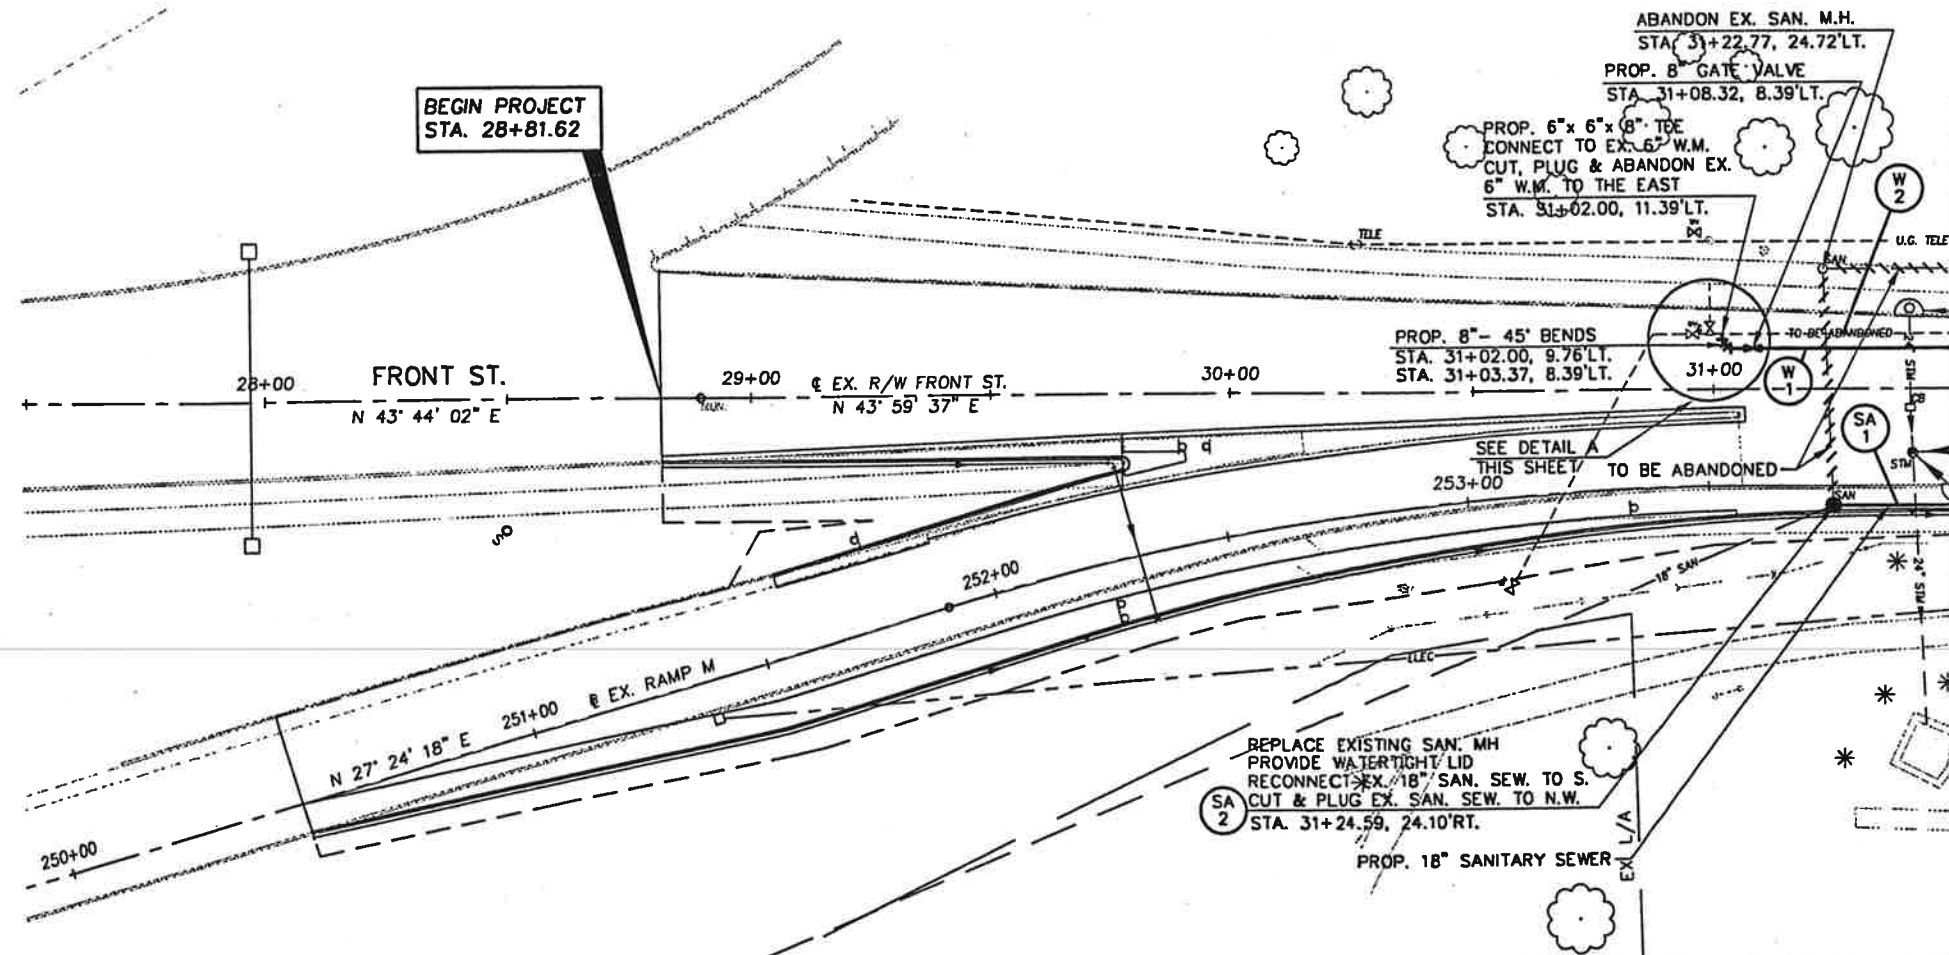 ABANDON EX. SAN. M.H.
STA. 31+22.77, 24.72'LT.
PROP. 8" GATE VALVE
STA. 31+08.32, 8.39'LT.
BEGIN PROJECT
STA. 28+81.62
PROP. 6"x 6"x 8" TEE
CONNECT TO EX. 6" W.M.
CUT, PLUG & ABANDON EX.
6" W.M. TO THE EAST
STA. 31+02.00, 11.39'LT.
W
2
TELE
U.G. TELE
SAN
PROP. 8"- 45° BENDS
STA. 31+02.00, 9.76'LT.
STA. 31+03.37, 8.39'LT.
TO BE ABANDONED
24" STM
28+00
FRONT ST.
N 43° 44' 02" E
29+00
℄ EX. R/W FRONT ST.
N 43° 59' 37" E
30+00
31+00
W
1
CB
SA
1
SEE DETAIL A
THIS SHEET
TO BE ABANDONED
STM
253+00
SAN
252+00
18" SAN
24" STM
ELEC
251+00
℄ EX. RAMP M
N 27° 24' 18" E
250+00
REPLACE EXISTING SAN. MH
PROVIDE WATERTIGHT LID
RECONNECT EX. 18" SAN. SEW. TO S.
CUT & PLUG EX. SAN. SEW. TO N.W.
STA. 31+24.59, 24.10'RT.
SA
2
PROP. 18" SANITARY SEWER
EX L/A